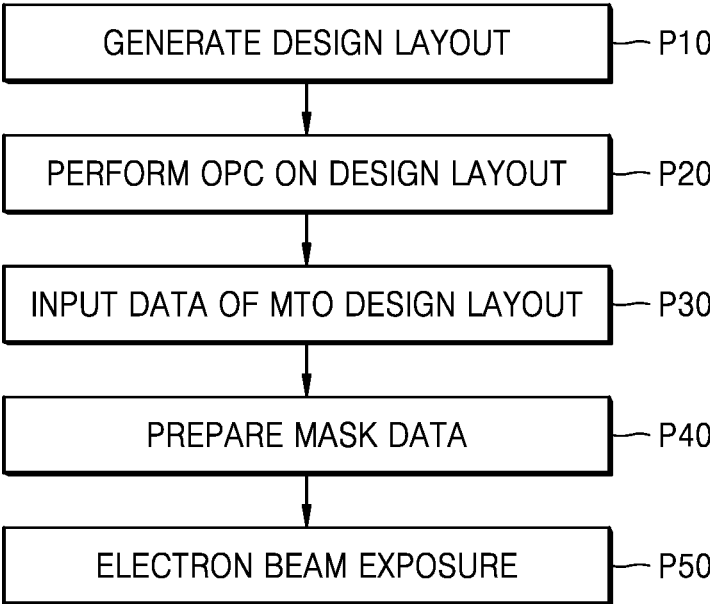 GENERATE DESIGN LAYOUT P10
PERFORM OPC ON DESIGN LAYOUT P20
INPUT DATA OF MTO DESIGN LAYOUT P30
PREPARE MASK DATA P40
ELECTRON BEAM EXPOSURE P50